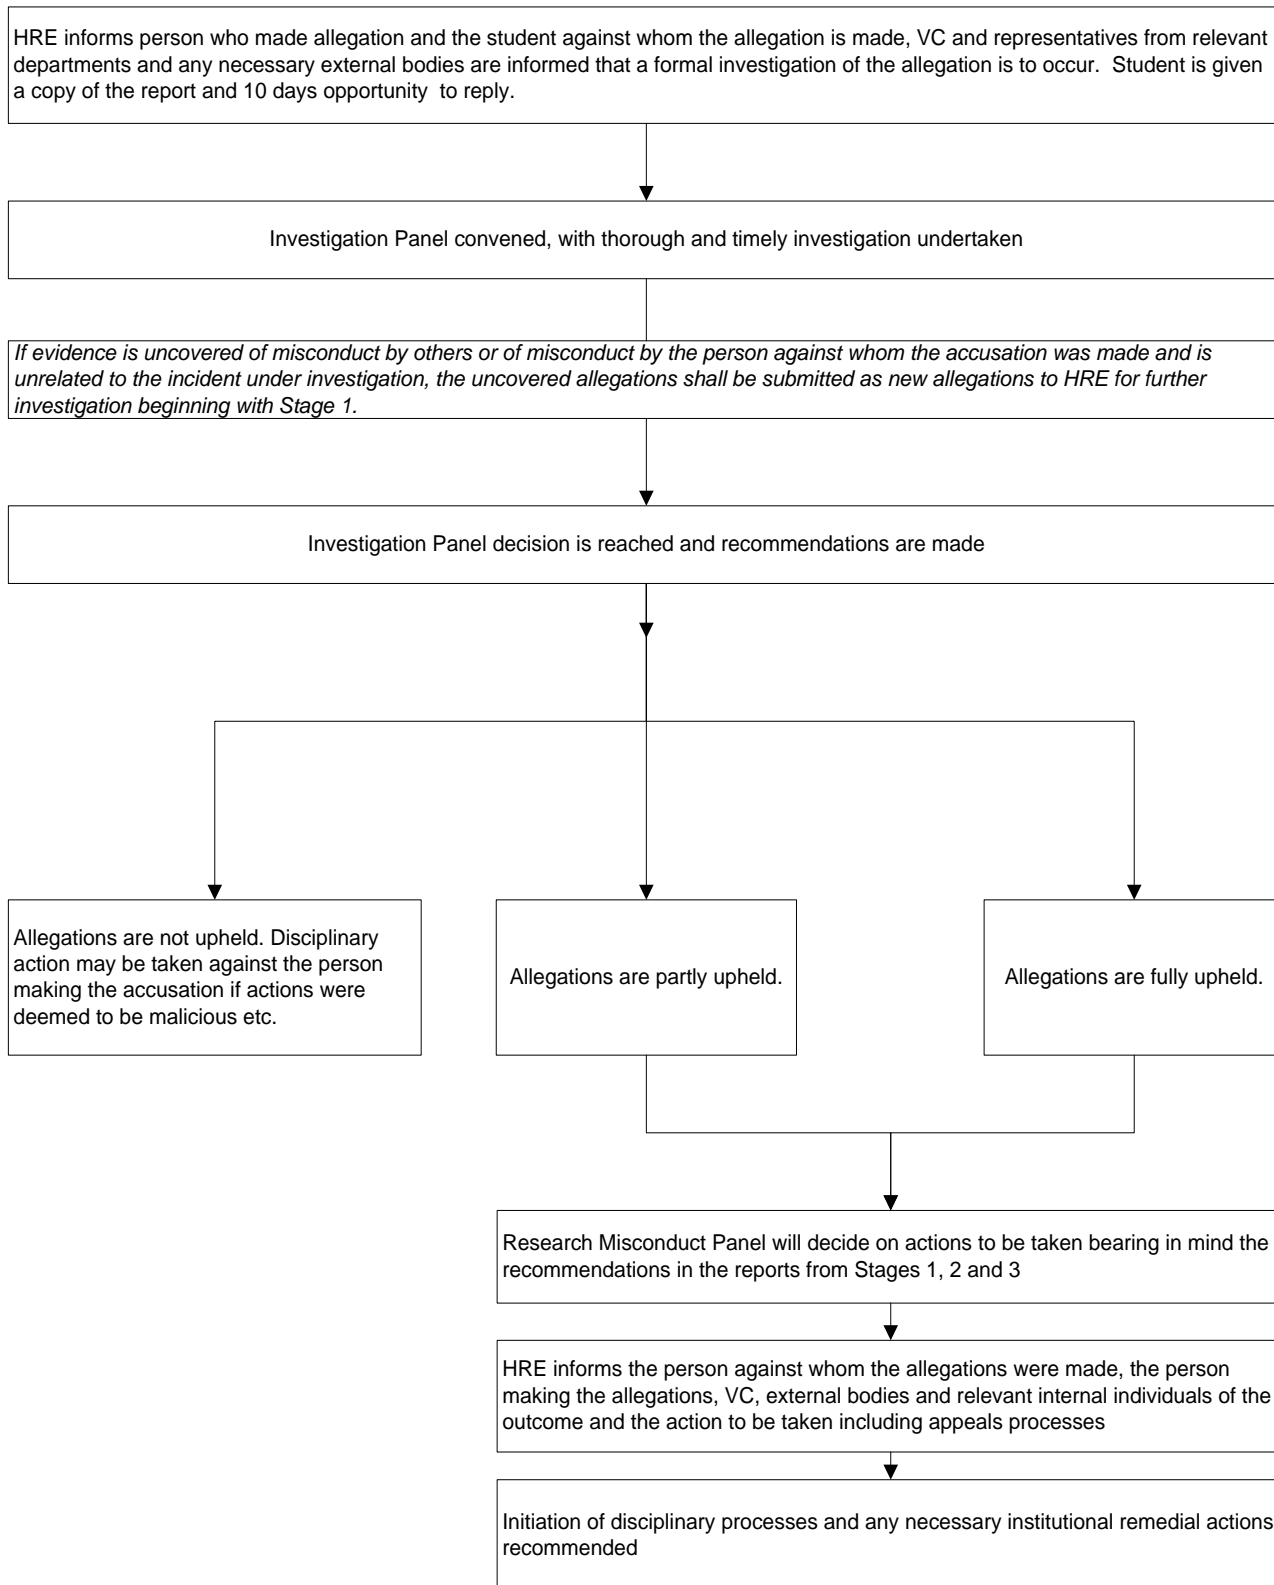 HRE informs person who made allegation and the student against whom the allegation is made, VC and representatives from relevant
departments and any necessary external bodies are informed that a formal investigation of the allegation is to occur.  Student is given
a copy of the report and 10 days opportunity  to reply.
Investigation Panel convened, with thorough and timely investigation undertaken
If evidence is uncovered of misconduct by others or of misconduct by the person against whom the accusation was made and is
unrelated to the incident under investigation, the uncovered allegations shall be submitted as new allegations to HRE for further
investigation beginning with Stage 1.
Investigation Panel decision is reached and recommendations are made
Allegations are not upheld. Disciplinary
action may be taken against the person
making the accusation if actions were
deemed to be malicious etc.
Allegations are partly upheld.
Allegations are fully upheld.
Research Misconduct Panel will decide on actions to be taken bearing in mind the
recommendations in the reports from Stages 1, 2 and 3
HRE informs the person against whom the allegations were made, the person
making the allegations, VC, external bodies and relevant internal individuals of the
outcome and the action to be taken including appeals processes
Initiation of disciplinary processes and any necessary institutional remedial actions
recommended